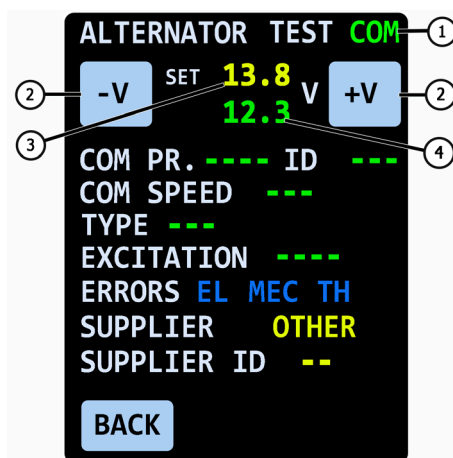 ALTERNATOR TEST COM 1
2 -V SET 13.8 V +V 2
3 12.3 4
COM PR. ---- ID ---
COM SPEED ---
TYPE ---
EXCITATION ----
ERRORS EL MEC TH
SUPPLIER OTHER
SUPPLIER ID --
BACK